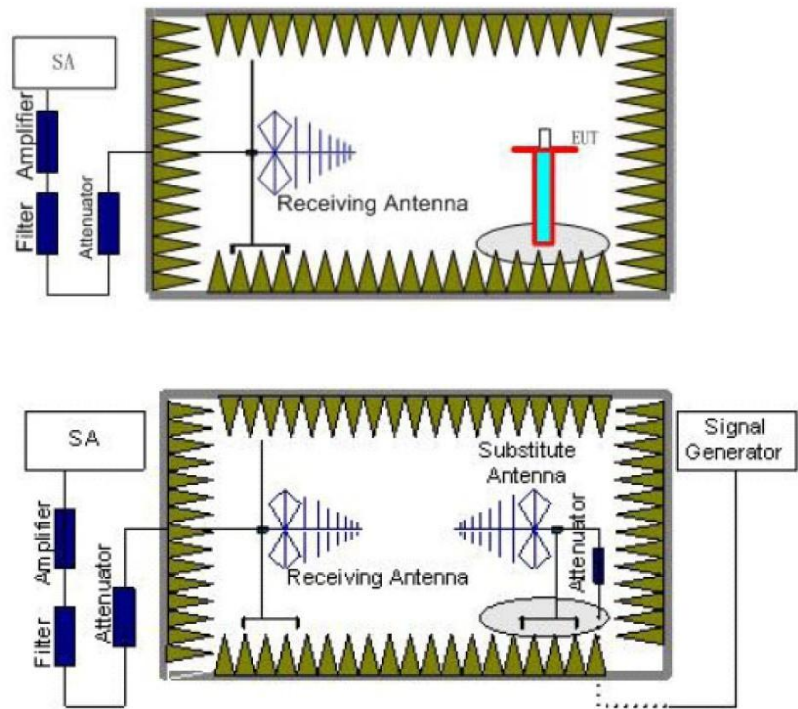 SA
Amplifier
Filter
Attenuator
Receiving Antenna
EUT
SA
Amplifier
Filter
Attenuator
Receiving Antenna
Substitute
Antenna
Attenuator
Signal
Generator